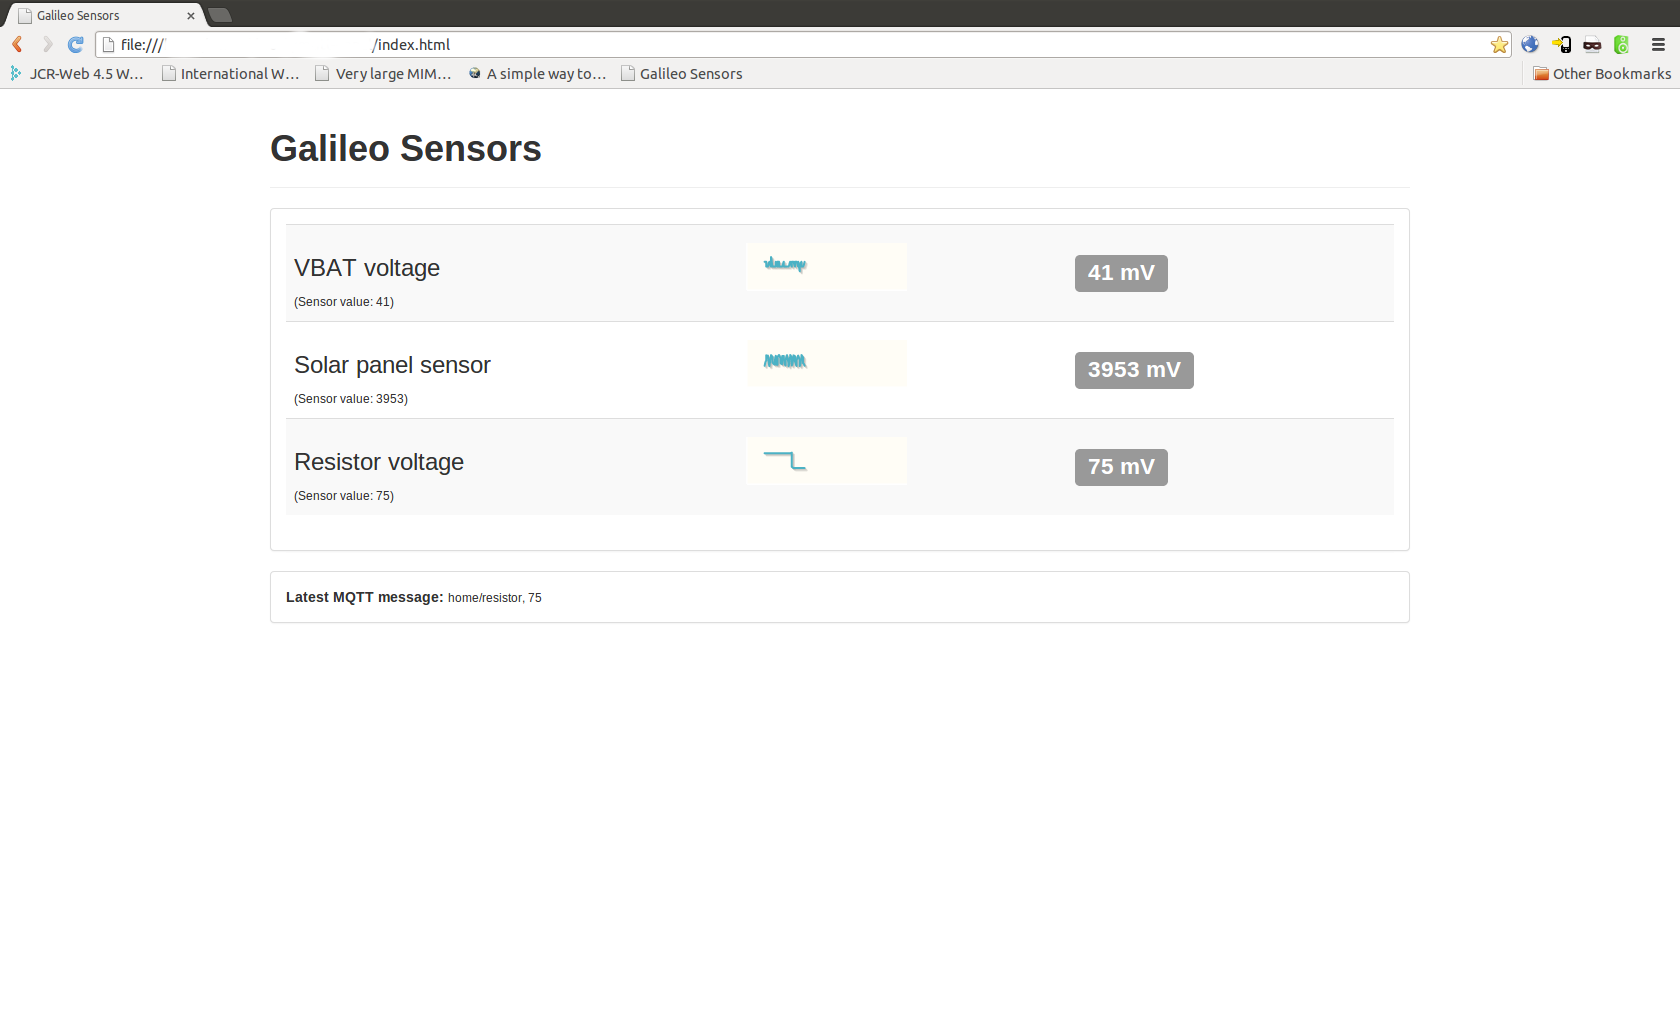 Galileo Sensors
file:/// /index.html
JCR-Web 4.5 W... International W... Very large MIM... A simple way to... Galileo Sensors Other Bookmarks
Galileo Sensors
VBAT voltage
41 mV
(Sensor value: 41)
Solar panel sensor
3953 mV
(Sensor value: 3953)
Resistor voltage
75 mV
(Sensor value: 75)
Latest MQTT message: home/resistor, 75